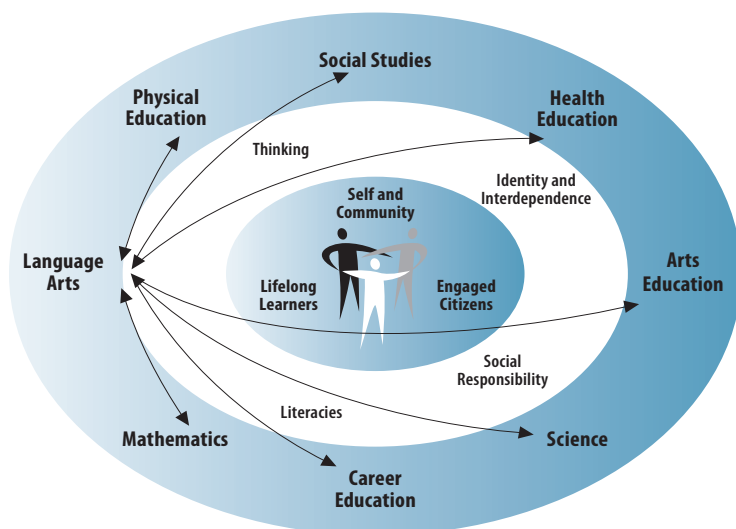 Social Studies
Physical
Education
Health
Education
Thinking
Identity and
Interdependence
Self and
Community
Language
Arts
Lifelong
Learners
Engaged
Citizens
Arts
Education
Social
Responsibility
Literacies
Mathematics
Science
Career
Education